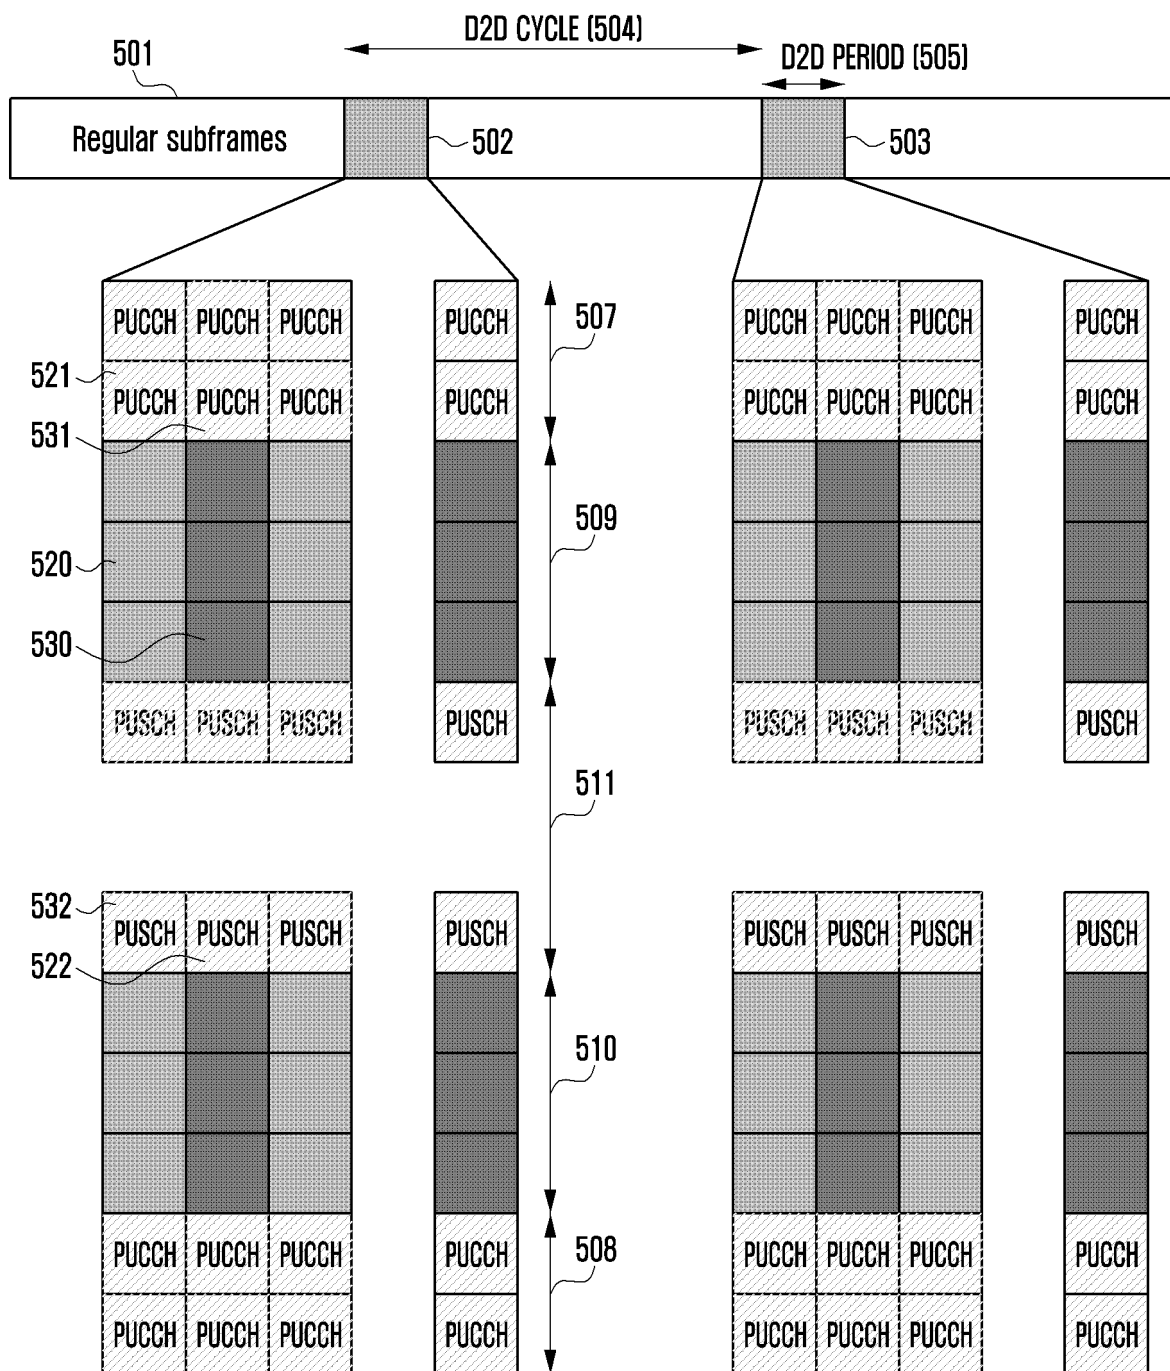 D2D CYCLE (504)
501
D2D PERIOD (505)
Regular subframes
502
503
PUCCH PUCCH PUCCH PUCCH 507 PUCCH PUCCH PUCCH PUCCH
521
PUCCH PUCCH PUCCH PUCCH PUCCH PUCCH PUCCH PUCCH
531
509
520
530
PUSCH PUSCH PUSCH PUSCH PUSCH PUSCH PUSCH PUSCH
511
532
PUSCH PUSCH PUSCH PUSCH PUSCH PUSCH PUSCH PUSCH
522
510
PUCCH PUCCH PUCCH PUCCH 508 PUCCH PUCCH PUCCH PUCCH
PUCCH PUCCH PUCCH PUCCH PUCCH PUCCH PUCCH PUCCH